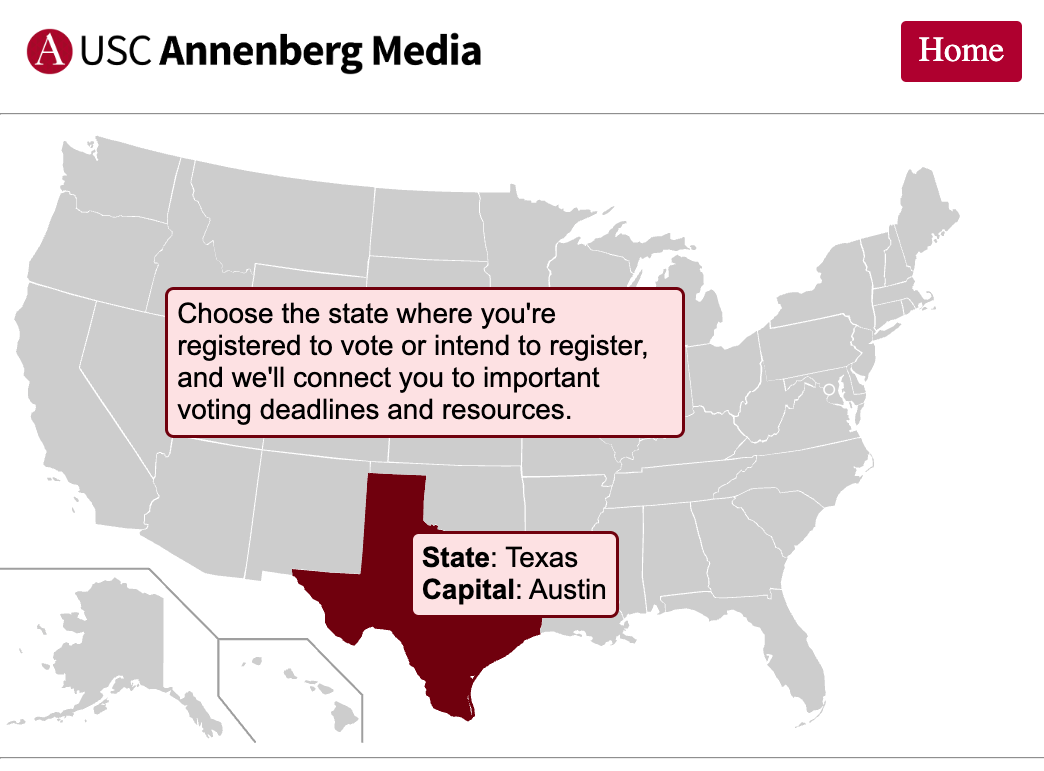 A USC Annenberg Media
Home
Choose the state where you're
registered to vote or intend to register,
and we'll connect you to important
voting deadlines and resources.
State: Texas
Capital: Austin